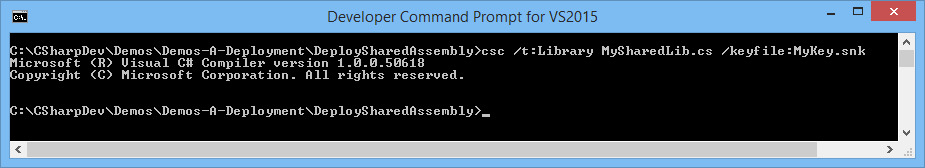 Developer Command Prompt for VS2015
C:\CSharpDev\Demos\Demos-A-Deployment\DeploySharedAssembly>csc /t:Library MySharedLib.cs /keyfile:MyKey.snk
Microsoft (R) Visual C# Compiler version 1.0.0.50618
Copyright (C) Microsoft Corporation. All rights reserved.
C:\CSharpDev\Demos\Demos-A-Deployment\DeploySharedAssembly>_